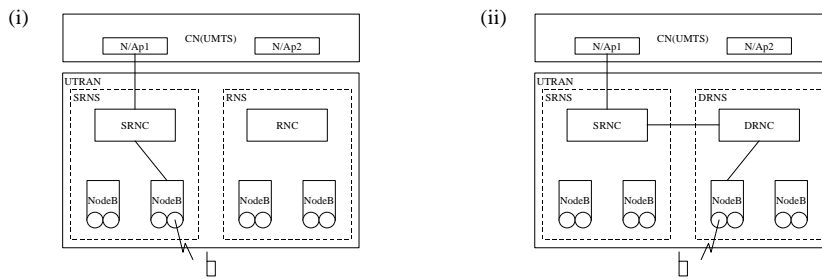 (i)
N/Ap1
CN(UMTS)
N/Ap2
UTRAN
SRNS
RNS
SRNC
RNC
NodeB
NodeB
NodeB
NodeB
(ii)
N/Ap1
CN(UMTS)
N/Ap2
UTRAN
SRNS
DRNS
SRNC
DRNC
NodeB
NodeB
NodeB
NodeB